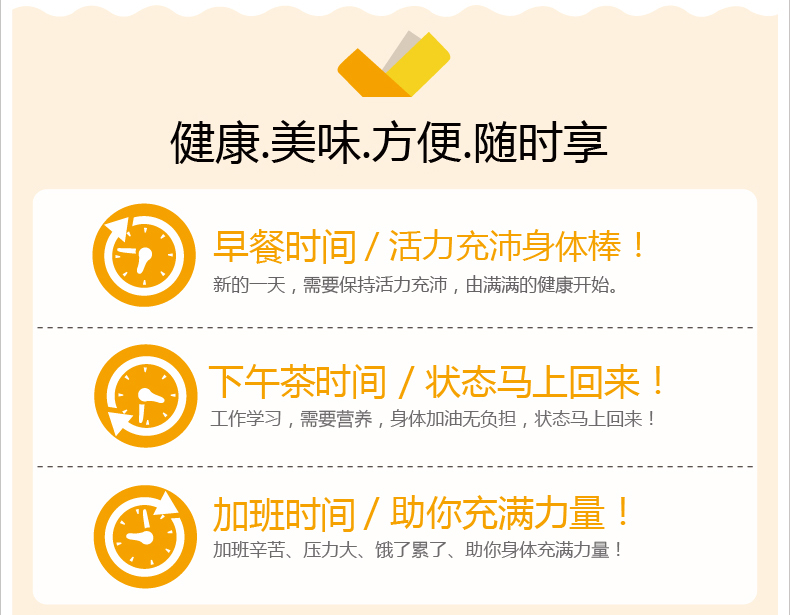 健康.美味.方便.随时享
早餐时间 / 活力充沛身体棒！
新的一天，需要保持活力充沛，由满满的健康开始。
下午茶时间 / 状态马上回来！
工作学习，需要营养，身体加油无负担，状态马上回来！
加班时间 / 助你充满力量！
加班辛苦、压力大、饿了累了、助你身体充满力量！